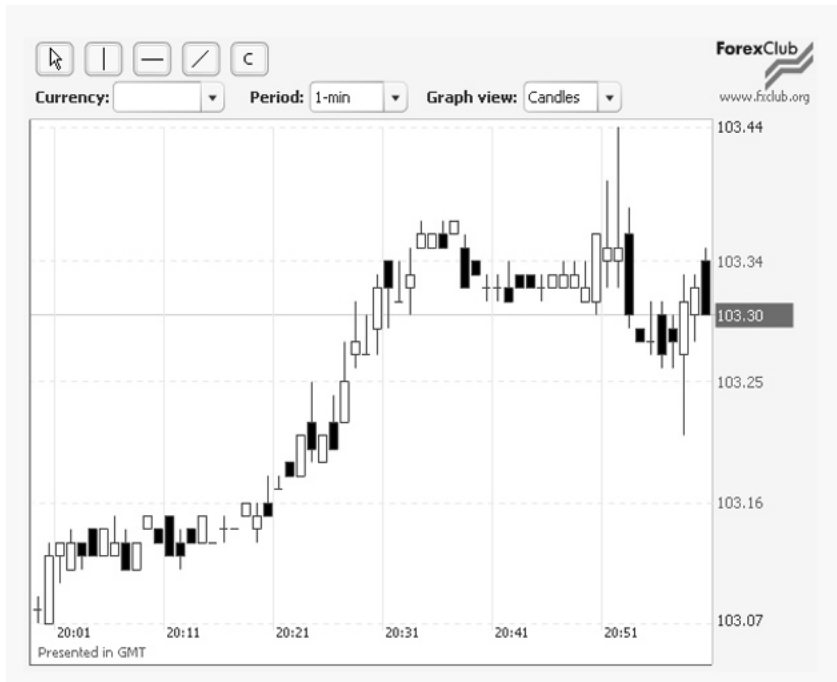 C
ForexClub
www.fxclub.org
Currency:
Period: 1-min
Graph view: Candles
103.44
103.34
103.30
103.25
103.16
103.07
20:01 20:11 20:21 20:31 20:41 20:51
Presented in GMT